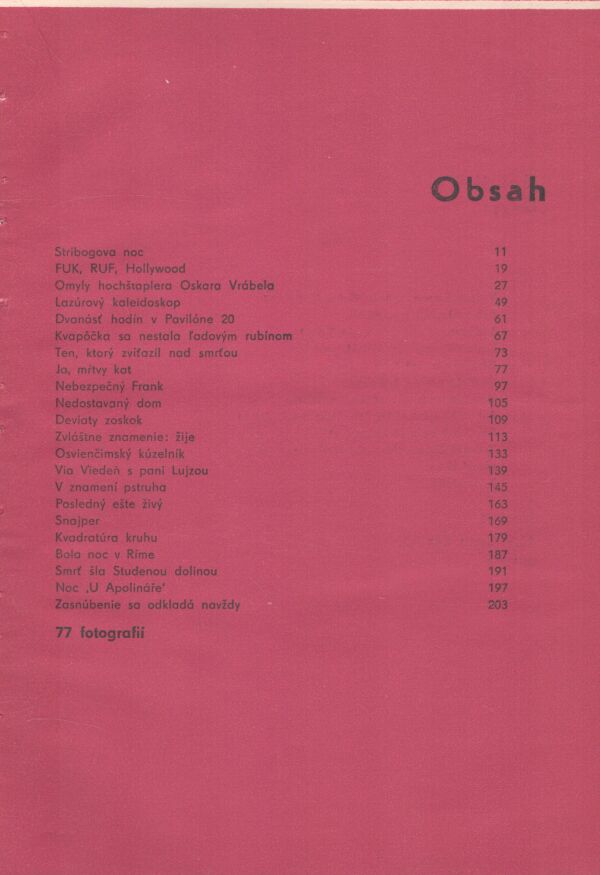 Obsah
Stribogova noc 11
FUK, RUF, Hollywood 19
Omyly hochštaplera Oskara Vrábela 27
Lazúrový kaleidoskop 49
Dvanásť hodín v Pavilóne 20 61
Kvapôčka sa nestala ľadovým rubínom 67
Ten, ktorý zvíťazil nad smrťou 73
Ja, mŕtvy kat 77
Nebezpečný Frank 97
Nedostavaný dom 105
Deviaty zoskok 109
Zvláštne znamenie: žije 113
Osvienčimský kúzelník 133
Via Viedeň s pani Lujzou 139
V znamení pstruha 145
Posledný ešte živý 163
Snajper 169
Kvadratúra kruhu 179
Bola noc v Ríme 187
Smrť šla Studenou dolinou 191
Noc ‚U Apolináře' 197
Zasnúbenie sa odkladá navždy 203
77 fotografií